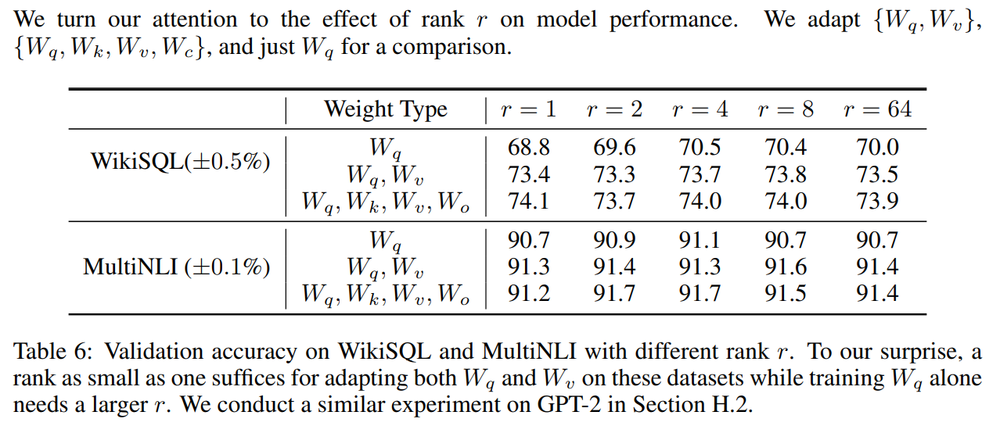 We turn our attention to the effect of rank r on model performance. We adapt {W_q, W_v},
{W_q, W_k, W_v, W_c}, and just W_q for a comparison.
Weight Type r = 1 r = 2 r = 4 r = 8 r = 64
WikiSQL(±0.5%)
W_q 68.8 69.6 70.5 70.4 70.0
W_q, W_v 73.4 73.3 73.7 73.8 73.5
W_q, W_k, W_v, W_o 74.1 73.7 74.0 74.0 73.9
MultiNLI (±0.1%)
W_q 90.7 90.9 91.1 90.7 90.7
W_q, W_v 91.3 91.4 91.3 91.6 91.4
W_q, W_k, W_v, W_o 91.2 91.7 91.7 91.5 91.4
Table 6: Validation accuracy on WikiSQL and MultiNLI with different rank r. To our surprise, a
rank as small as one suffices for adapting both W_q and W_v on these datasets while training W_q alone
needs a larger r. We conduct a similar experiment on GPT-2 in Section H.2.